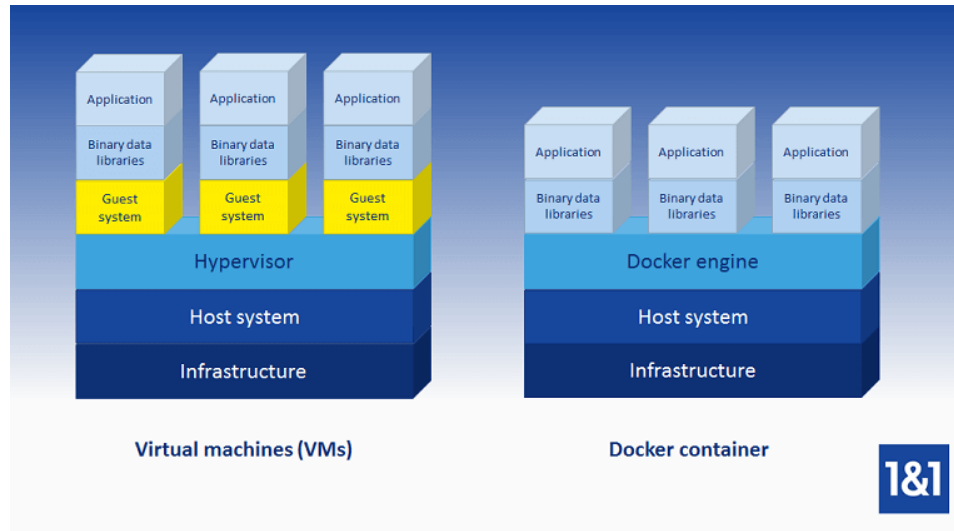 Application
Application
Application
Binary data
libraries
Binary data
libraries
Binary data
libraries
Guest
system
Guest
system
Guest
system
Hypervisor
Host system
Infrastructure
Virtual machines (VMs)
Application
Application
Application
Binary data
libraries
Binary data
libraries
Binary data
libraries
Docker engine
Host system
Infrastructure
Docker container
1&1